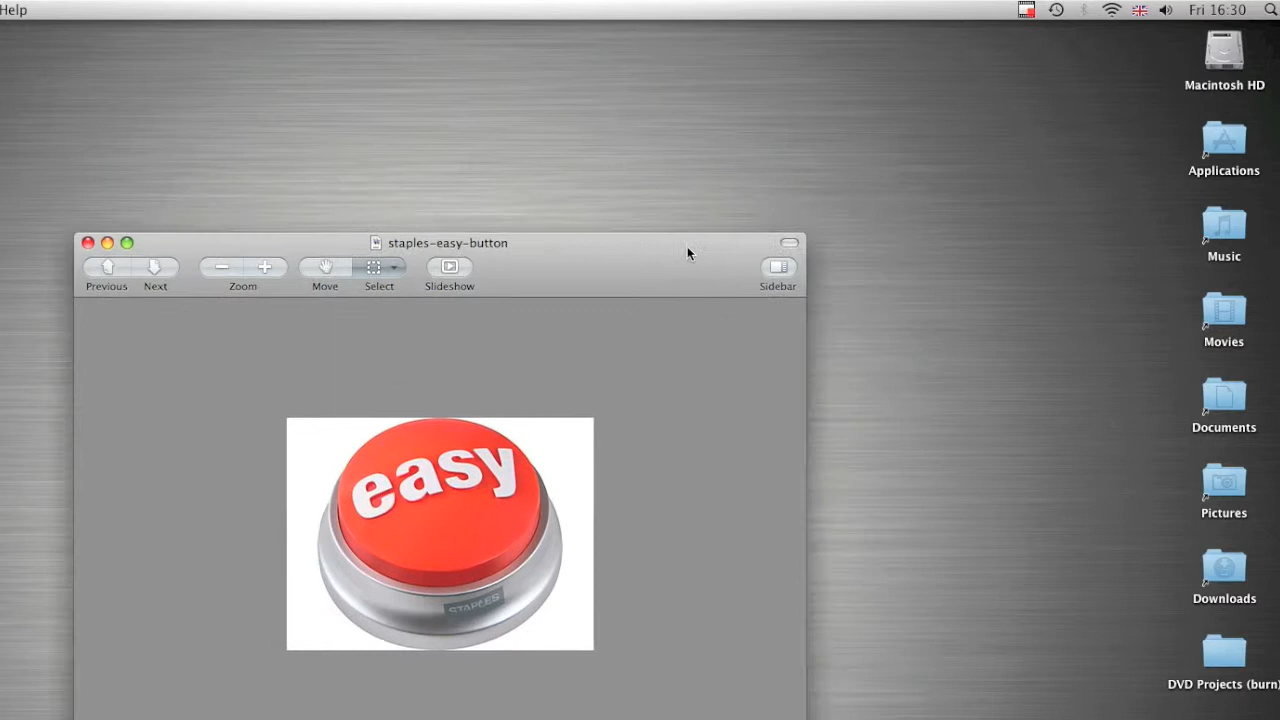 Help
Fri 16:30
Macintosh HD
Applications
staples-easy-button
Music
Previous
Next
Zoom
Move
Select
Slideshow
Sidebar
Movies
Documents
easy
Pictures
STAPLES
Downloads
DVD Projects (burn)